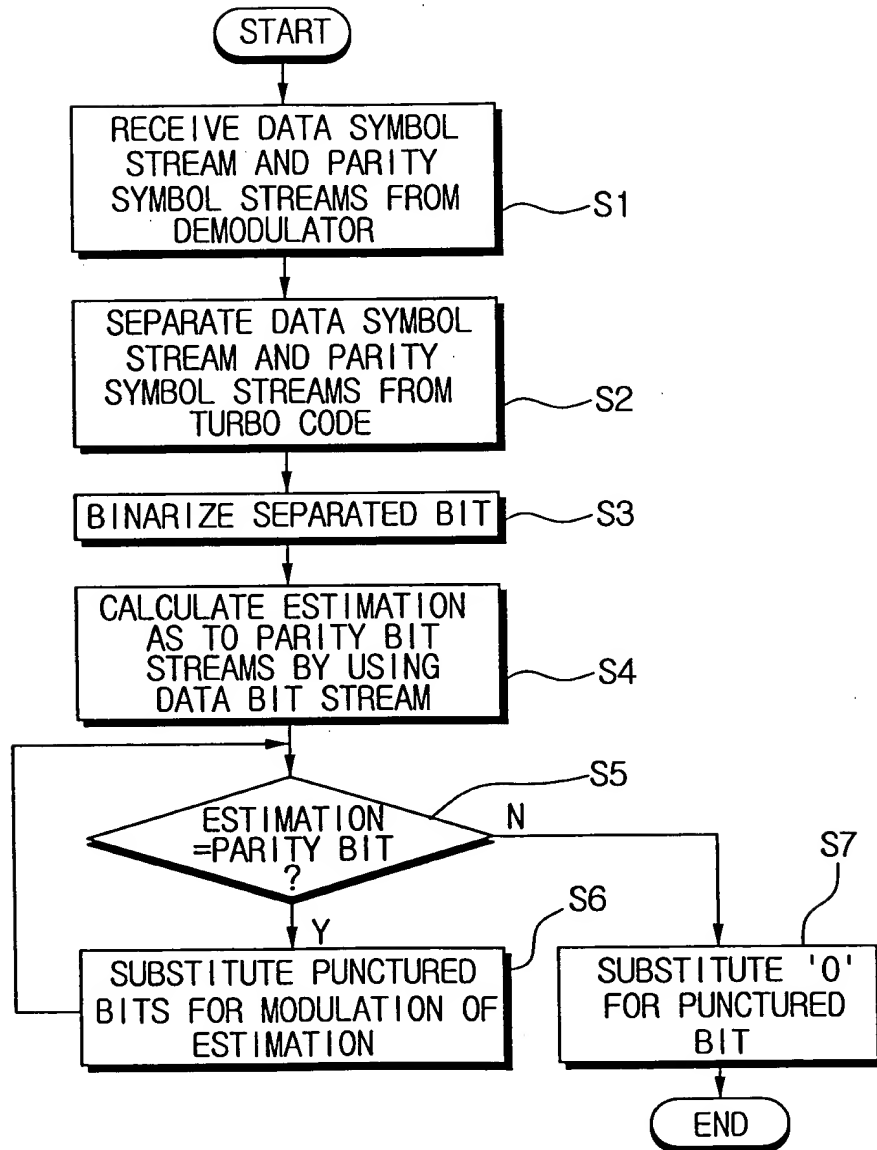 START
RECEIVE DATA SYMBOL
STREAM AND PARITY
SYMBOL STREAMS FROM
DEMODULATOR
S1
SEPARATE DATA SYMBOL
STREAM AND PARITY
SYMBOL STREAMS FROM
TURBO CODE
S2
BINARIZE SEPARATED BIT
S3
CALCULATE ESTIMATION
AS TO PARITY BIT
STREAMS BY USING
DATA BIT STREAM
S4
S5
ESTIMATION
=PARITY BIT
?
N
Y
S6
SUBSTITUTE PUNCTURED
BITS FOR MODULATION OF
ESTIMATION
S7
SUBSTITUTE '0'
FOR PUNCTURED
BIT
END